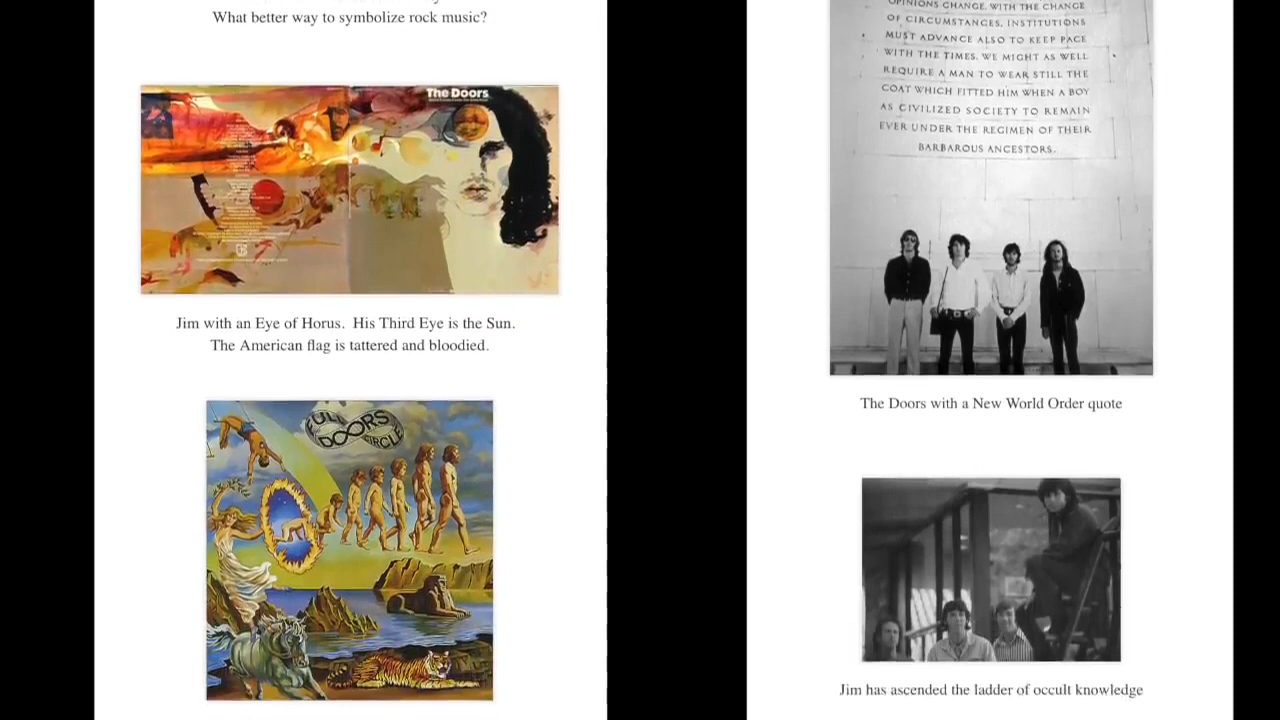 What better way to symbolize rock music?
The Doors
Jim with an Eye of Horus. His Third Eye is the Sun.
The American flag is tattered and bloodied.
FULL
DOORS
CIRCLE
OPINIONS CHANGE. WITH THE CHANGE
OF CIRCUMSTANCES, INSTITUTIONS
MUST ADVANCE ALSO TO KEEP PACE
WITH THE TIMES. WE MIGHT AS WELL
REQUIRE A MAN TO WEAR STILL THE
COAT WHICH FITTED HIM WHEN A BOY
AS CIVILIZED SOCIETY TO REMAIN
EVER UNDER THE REGIMEN OF THEIR
BARBAROUS ANCESTORS.
The Doors with a New World Order quote
Jim has ascended the ladder of occult knowledge